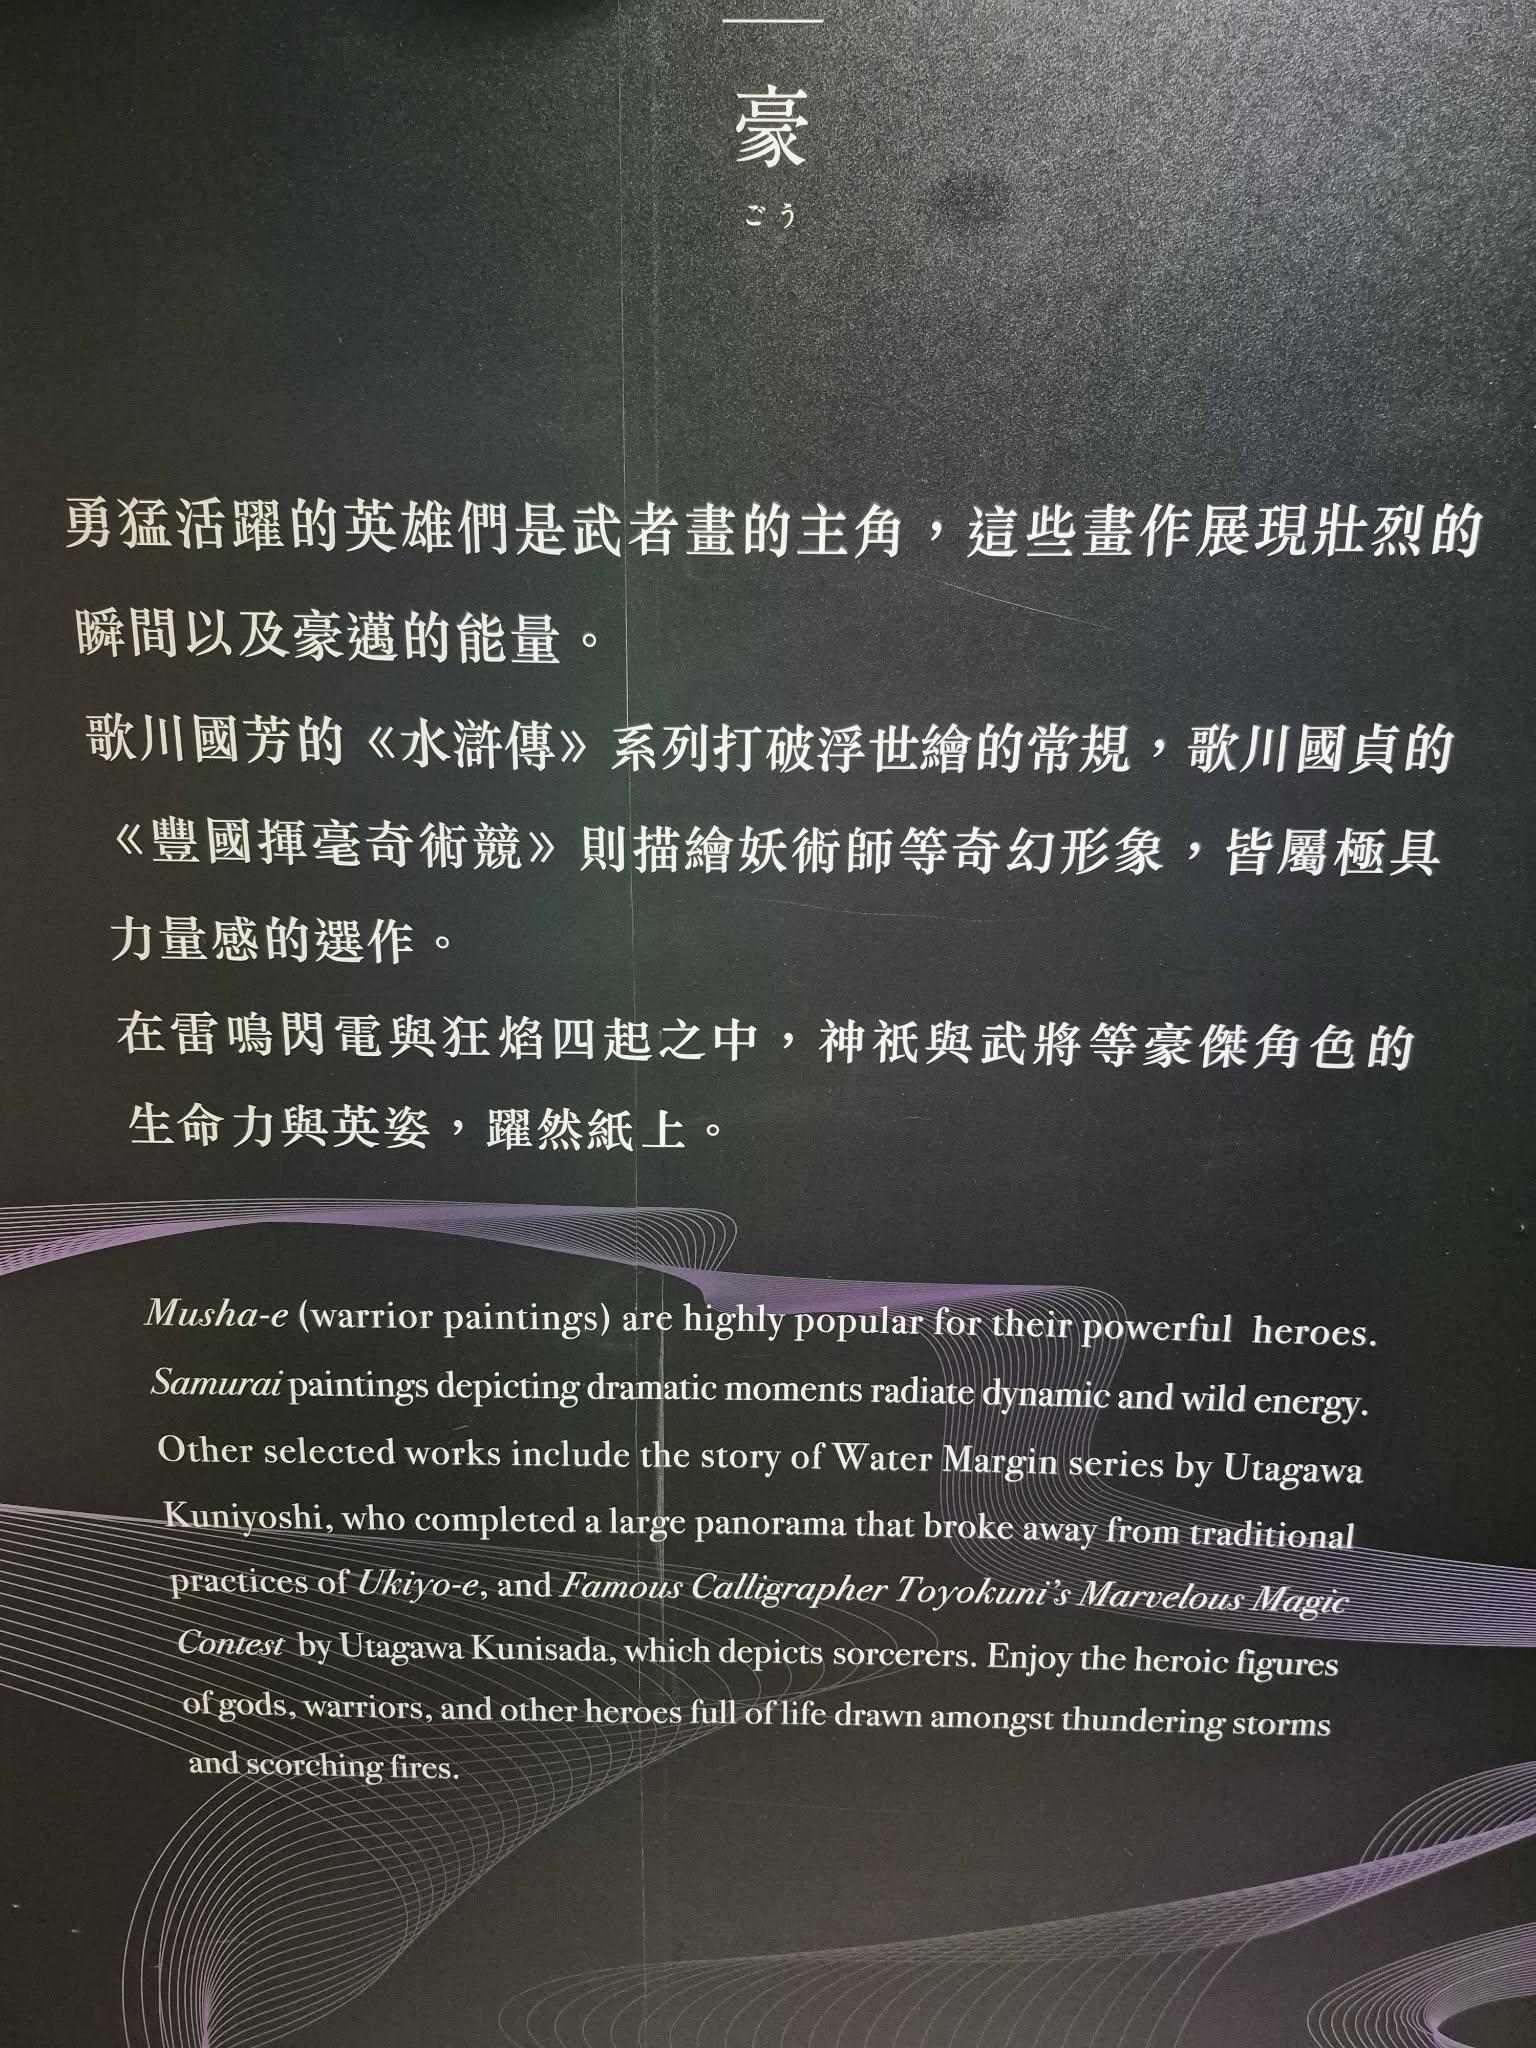 豪
ごう
勇猛活躍的英雄們是武者畫的主角，這些畫作展現壯烈的
瞬間以及豪邁的能量。
歌川國芳的《水滸傳》系列打破浮世繪的常規，歌川國貞的
《豐國揮毫奇術競》則描繪妖術師等奇幻形象，皆屬極具
力量感的選作。
在雷鳴閃電與狂焰四起之中，神祇與武將等豪傑角色的
生命力與英姿，躍然紙上。
Musha-e (warrior paintings) are highly popular for their powerful heroes.
Samurai paintings depicting dramatic moments radiate dynamic and wild energy.
Other selected works include the story of Water Margin series by Utagawa
Kuniyoshi, who completed a large panorama that broke away from traditional
practices of Ukiyo-e, and Famous Calligrapher Toyokuni's Marvelous Magic
Contest by Utagawa Kunisada, which depicts sorcerers. Enjoy the heroic figures
of gods, warriors, and other heroes full of life drawn amongst thundering storms
and scorching fires.